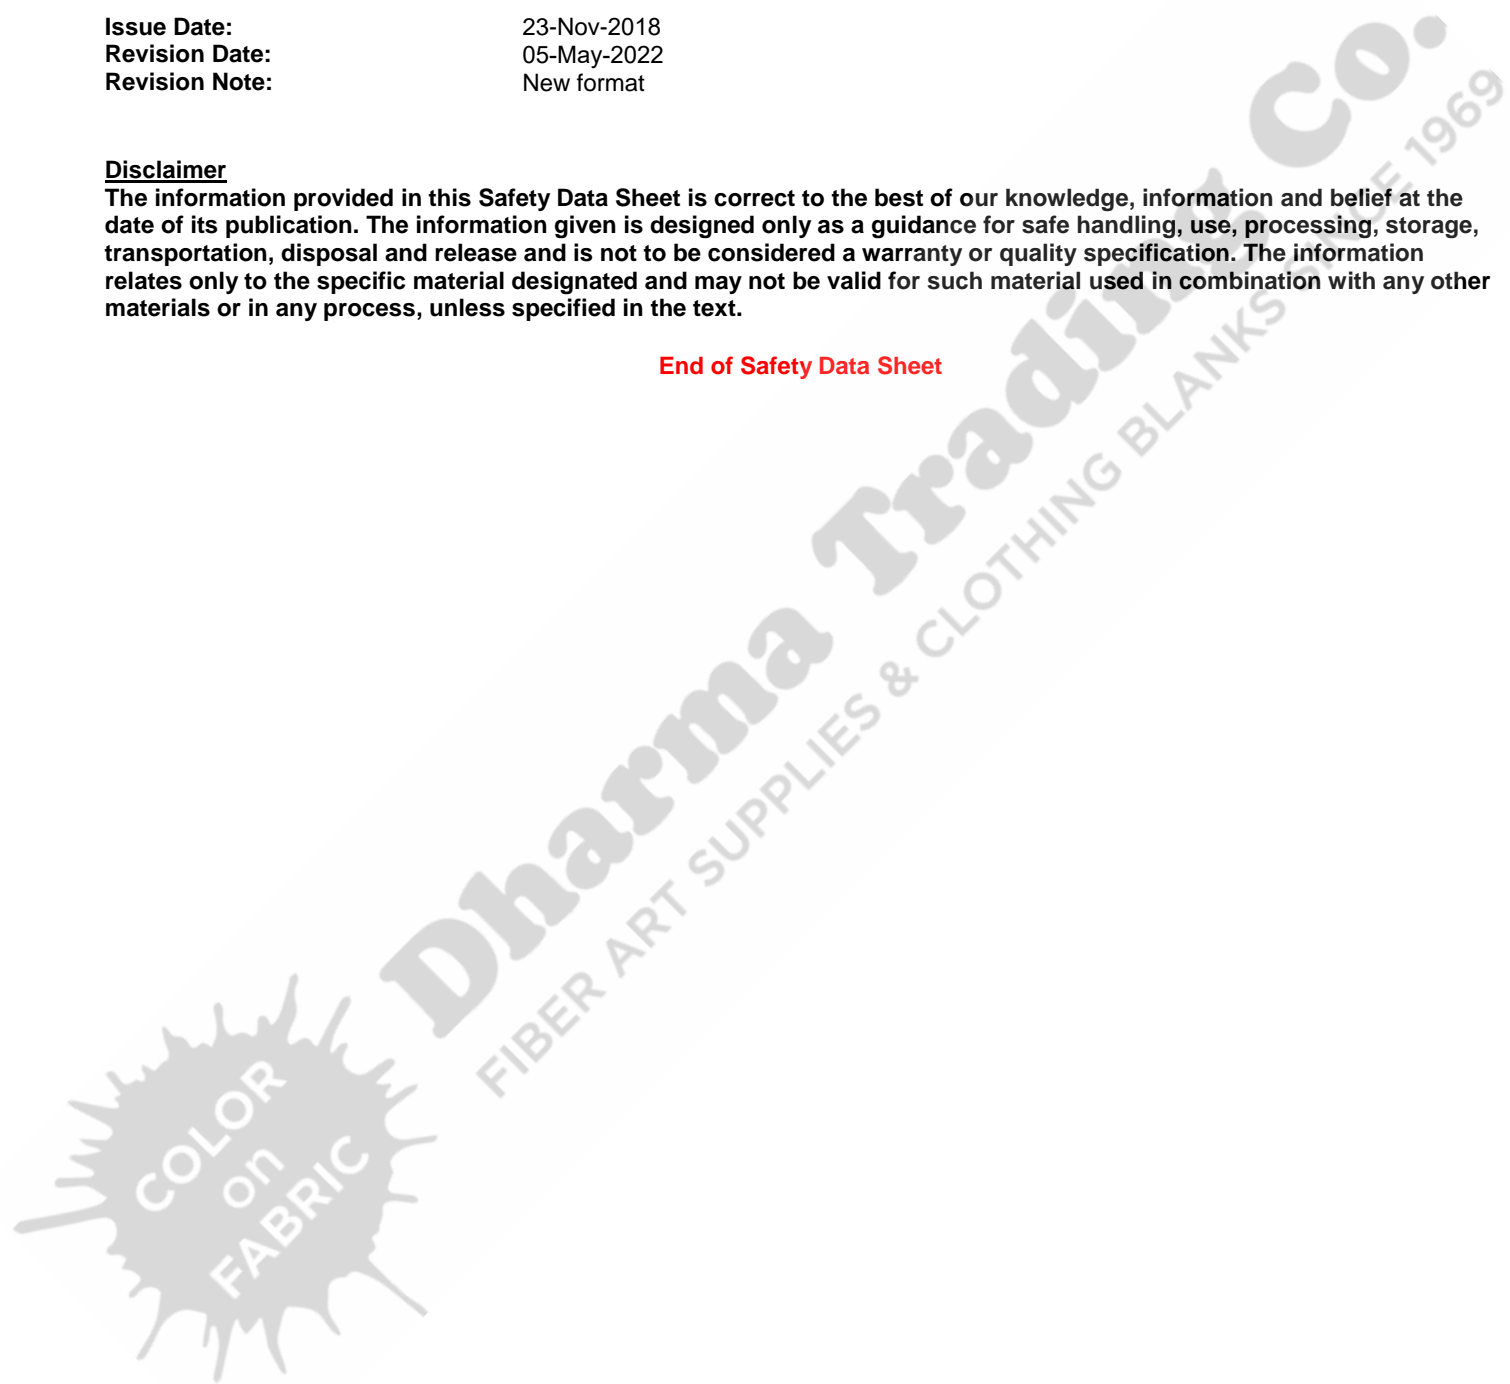 Issue Date: 23-Nov-2018
Revision Date: 05-May-2022
Revision Note: New format
Disclaimer
The information provided in this Safety Data Sheet is correct to the best of our knowledge, information and belief at the
date of its publication. The information given is designed only as a guidance for safe handling, use, processing, storage,
transportation, disposal and release and is not to be considered a warranty or quality specification. The information
relates only to the specific material designated and may not be valid for such material used in combination with any other
materials or in any process, unless specified in the text.
End of Safety Data Sheet
Dharma Trading Co.
FIBER ART SUPPLIES & CLOTHING BLANKS SINCE 1969
COLOR
on
FABRIC